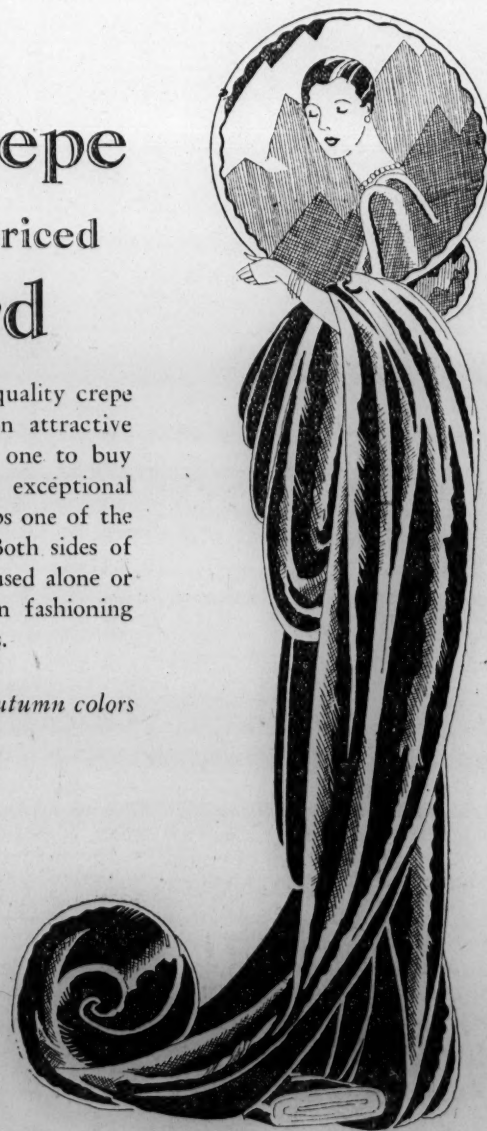 epe
riced
d
quality crepe
n attractive
one to buy
exceptional
ps one of the
Both sides of
used alone or
n fashioning
s.
utumn colors